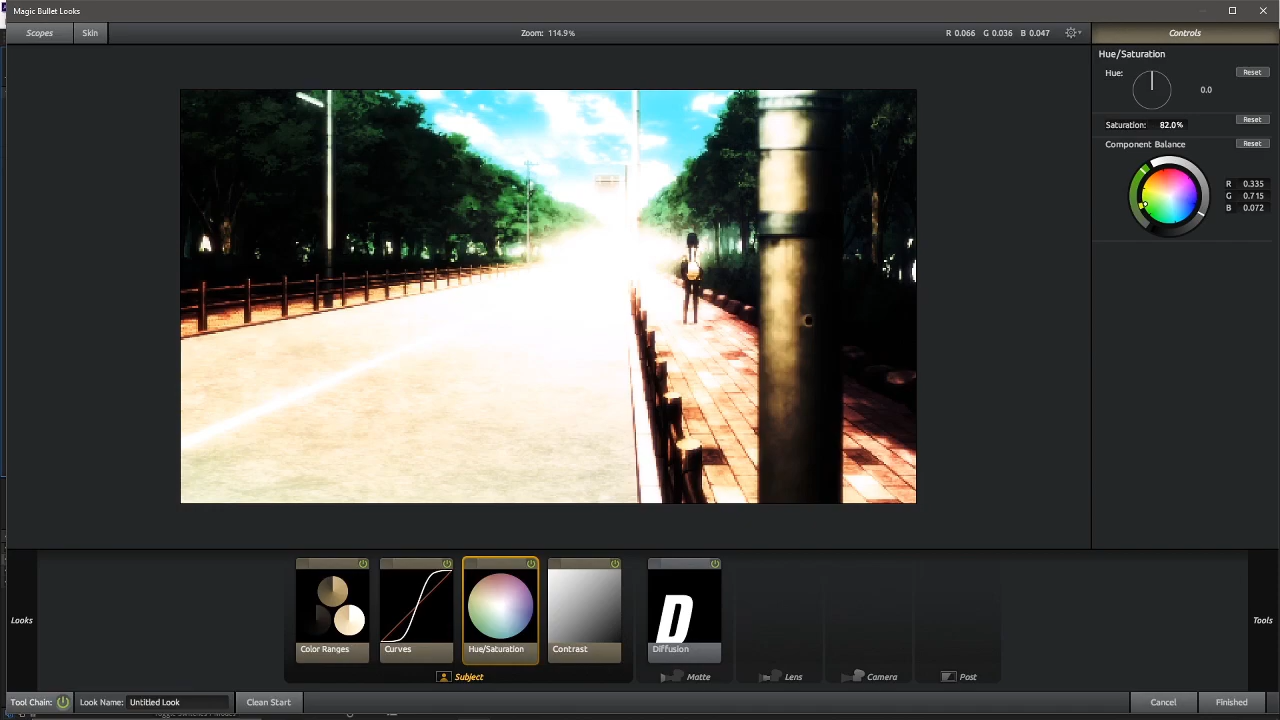 Magic Bullet Looks
Scopes
Skin
Zoom: 114.9%
R 0.066 G 0.036 B 0.047
Controls
Hue/Saturation
Hue:
Reset
0.0
Saturation: 82.0%
Reset
Component Balance
Reset
R 0.335
G 0.715
B 0.072
Looks
Color Ranges
Curves
Hue/Saturation
Contrast
D
Diffusion
Subject
Matte
Lens
Camera
Post
Tools
Tool Chain:
Look Name: Untitled Look
Clean Start
Cancel
Finished